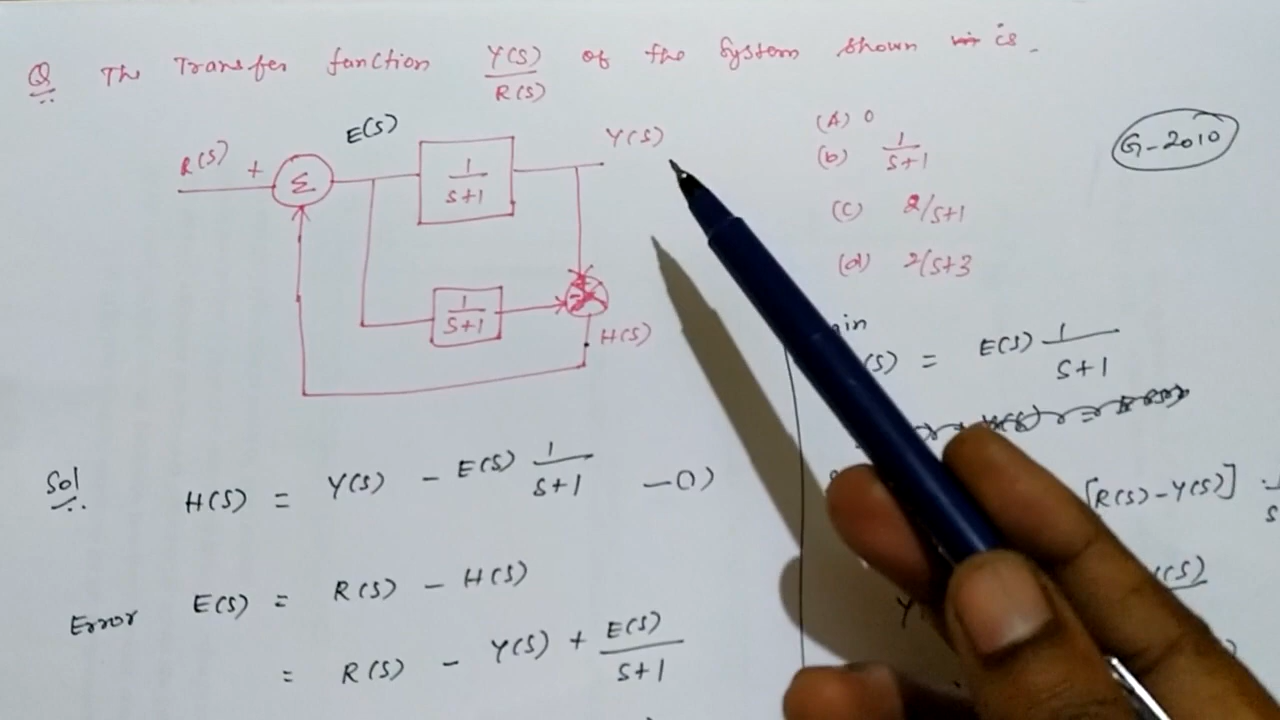 Q The Transfer function Y(S)/R(S) of the System shown is.
E(S)
R(S) +
Σ
1/S+1
Y(S)
1/S+1
H(S)
(A) 0
(b) 1/S+1
(c) 2/S+1
(d) 2/S+3
G-2010
Sol
H(S) = Y(S) - E(S) 1/S+1 -(1)
Error E(S) = R(S) - H(S)
= R(S) - Y(S) + E(S)/S+1
(S) = E(S) 1/S+1
[R(S)-Y(S)]